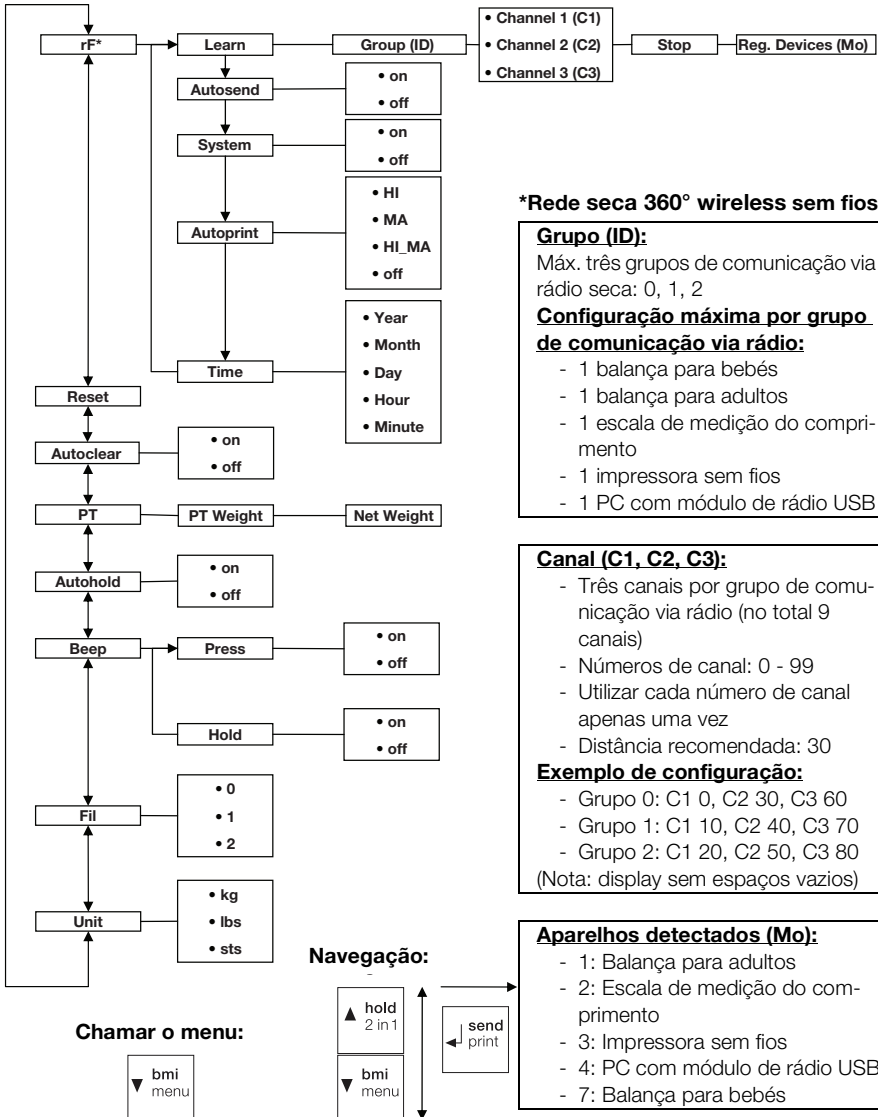 rF*
Learn
Group (ID)
• Channel 1 (C1)
• Channel 2 (C2)
• Channel 3 (C3)
Stop
Reg. Devices (Mo)
Autosend
• on
• off
System
• on
• off
Autoprint
• HI
• MA
• HI_MA
• off
Time
• Year
• Month
• Day
• Hour
• Minute
Reset
Autoclear
• on
• off
PT
PT Weight
Net Weight
Autohold
• on
• off
Beep
Press
• on
• off
Hold
• on
• off
Fil
• 0
• 1
• 2
Unit
• kg
• lbs
• sts
Chamar o menu:
bmi
menu
Navegação:
hold
2 in 1
bmi
menu
send
print
*Rede seca 360° wireless sem fios
Grupo (ID):
Máx. três grupos de comunicação via
rádio seca: 0, 1, 2
Configuração máxima por grupo
de comunicação via rádio:
- 1 balança para bebés
- 1 balança para adultos
- 1 escala de medição do compri-
mento
- 1 impressora sem fios
- 1 PC com módulo de rádio USB
Canal (C1, C2, C3):
- Três canais por grupo de comu-
nicação via rádio (no total 9
canais)
- Números de canal: 0 - 99
- Utilizar cada número de canal
apenas uma vez
- Distância recomendada: 30
Exemplo de configuração:
- Grupo 0: C1 0, C2 30, C3 60
- Grupo 1: C1 10, C2 40, C3 70
- Grupo 2: C1 20, C2 50, C3 80
(Nota: display sem espaços vazios)
Aparelhos detectados (Mo):
- 1: Balança para adultos
- 2: Escala de medição do com-
primento
- 3: Impressora sem fios
- 4: PC com módulo de rádio USB
- 7: Balança para bebés